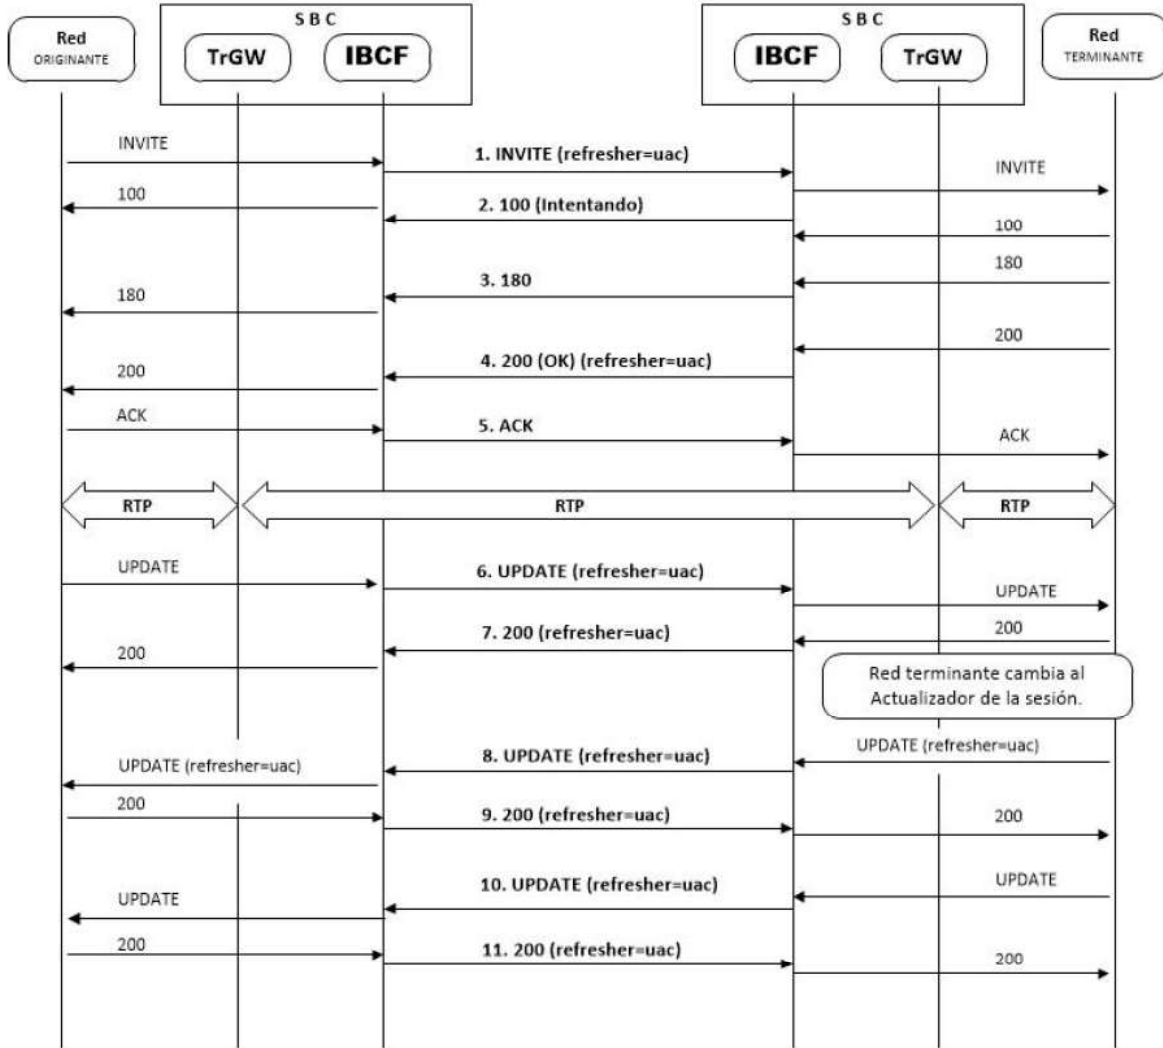 S B C
S B C
Red
ORIGINANTE
TrGW
IBCF
IBCF
TrGW
Red
TERMINANTE
INVITE
1. INVITE (refresher=uac)
INVITE
100
2. 100 (Intentando)
100
180
3. 180
180
200
4. 200 (OK) (refresher=uac)
200
ACK
5. ACK
ACK
RTP
RTP
RTP
UPDATE
6. UPDATE (refresher=uac)
UPDATE
7. 200 (refresher=uac)
200
200
Red terminante cambia al
Actualizador de la sesión.
UPDATE (refresher=uac)
8. UPDATE (refresher=uac)
UPDATE (refresher=uac)
200
9. 200 (refresher=uac)
200
10. UPDATE (refresher=uac)
UPDATE
UPDATE
200
11. 200 (refresher=uac)
200